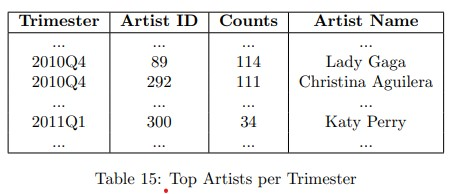 Trimester Artist ID Counts Artist Name
... ... ... ...
2010Q4 89 114 Lady Gaga
2010Q4 292 111 Christina Aguilera
... ... ... ...
2011Q1 300 34 Katy Perry
... ... ... ...
Table 15: Top Artists per Trimester